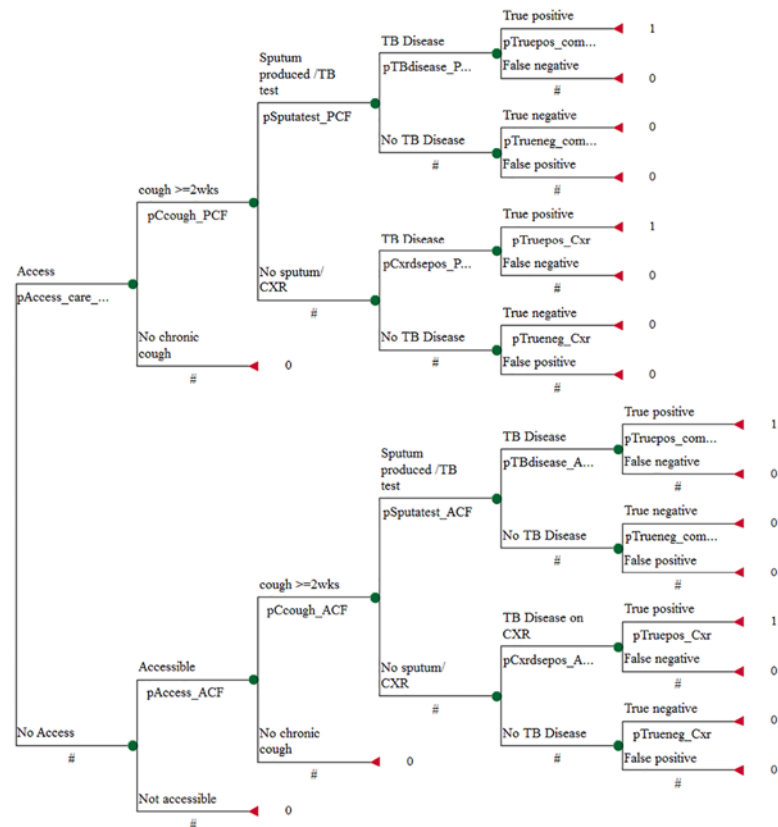 True positive
1
TB Disease
pTruepos_com...
Sputum
produced /TB
test
pTBdisease_P...
False negative
0
#
pSputatest_PCF
True negative
0
No TB Disease
pTrueneg_com...
#
False positive
0
#
cough >=2wks
pCcough_PCF
True positive
1
TB Disease
pTruepos_Cxr
No sputum/
CXR
pCxrdsepos_P...
False negative
0
#
#
Access
pAccess_care_...
True negative
0
No TB Disease
pTrueneg_Cxr
#
False positive
0
#
No chronic
cough
0
#
True positive
1
TB Disease
pTruepos_com...
Sputum
produced /TB
test
pTBdisease_A...
False negative
0
#
pSputatest_ACF
True negative
0
No TB Disease
pTrueneg_com...
#
False positive
0
#
cough >=2wks
pCcough_ACF
True positive
1
TB Disease on
CXR
pTruepos_Cxr
No sputum/
CXR
pCxrdsepos_A...
False negative
0
#
#
Accessible
pAccess_ACF
True negative
0
No TB Disease
pTrueneg_Cxr
#
False positive
0
#
No Access
#
No chronic
cough
0
#
Not accessible
0
#